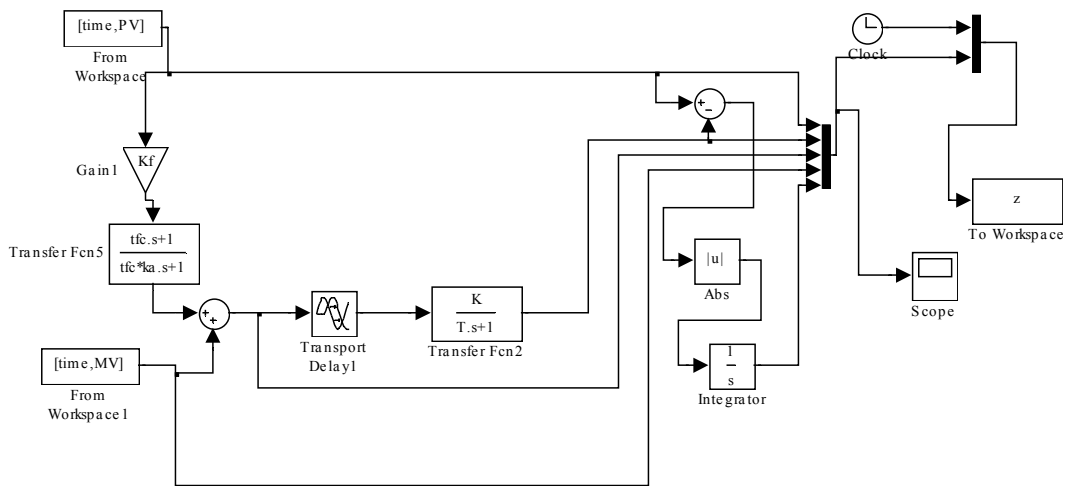 [time,PV]
From
Workspace
Clock
Kf
Gain1
z
To Workspace
tfc.s+1
tfc*ka.s+1
Transfer Fcn5
|u|
Abs
Scope
K
T.s+1
Transfer Fcn2
Transport
Delay1
[time,MV]
From
Workspace1
1
s
Integrator